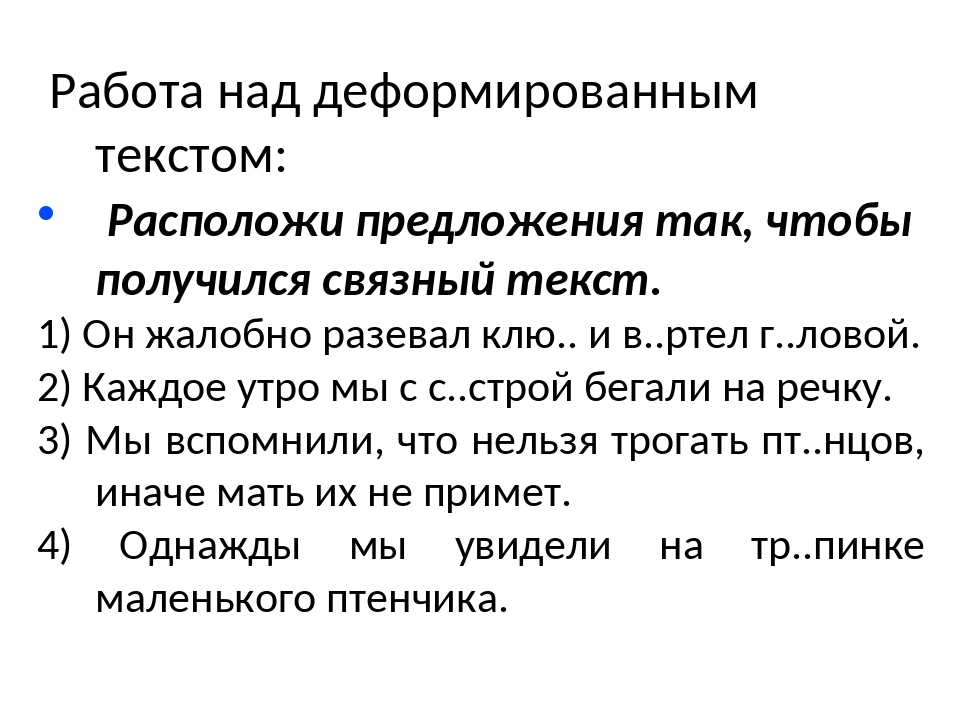 Работа над деформированным
текстом:
• Расположи предложения так, чтобы
получился связный текст.
1) Он жалобно разевал клю.. и в..ртел г..ловой.
2) Каждое утро мы с с..строй бегали на речку.
3) Мы вспомнили, что нельзя трогать пт..нцов,
иначе мать их не примет.
4) Однажды мы увидели на тр..пинке
маленького птенчика.